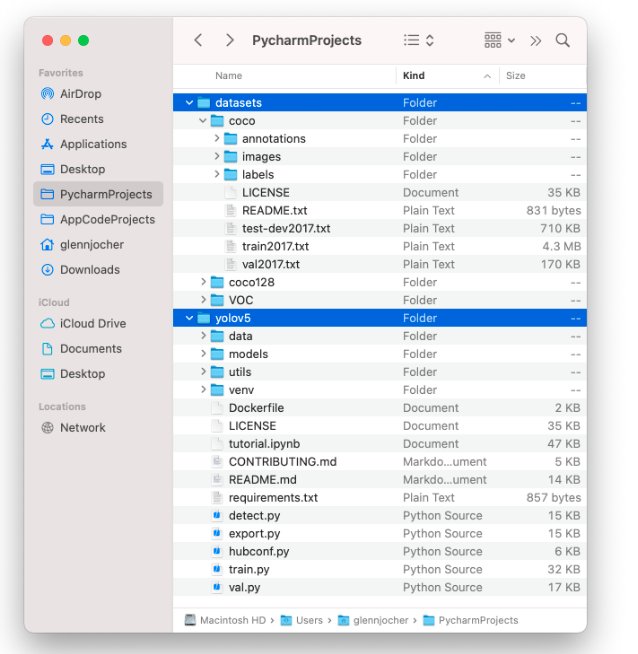 PycharmProjects
Favorites
AirDrop
Recents
Applications
Desktop
PycharmProjects
AppCodeProjects
glennjocher
Downloads
iCloud
iCloud Drive
Documents
Desktop
Locations
Network
Name Kind Size
datasets Folder --
coco Folder --
annotations Folder --
images Folder --
labels Folder --
LICENSE Document 35 KB
README.txt Plain Text 831 bytes
test-dev2017.txt Plain Text 710 KB
train2017.txt Plain Text 4.3 MB
val2017.txt Plain Text 170 KB
coco128 Folder --
VOC Folder --
yolov5 Folder --
data Folder --
models Folder --
utils Folder --
venv Folder --
Dockerfile Document 2 KB
LICENSE Document 35 KB
tutorial.ipynb Document 47 KB
CONTRIBUTING.md Markdo...ument 5 KB
README.md Markdo...ument 14 KB
requirements.txt Plain Text 857 bytes
detect.py Python Source 15 KB
export.py Python Source 15 KB
hubconf.py Python Source 6 KB
train.py Python Source 32 KB
val.py Python Source 17 KB
Macintosh HD › Users › glennjocher › PycharmProjects